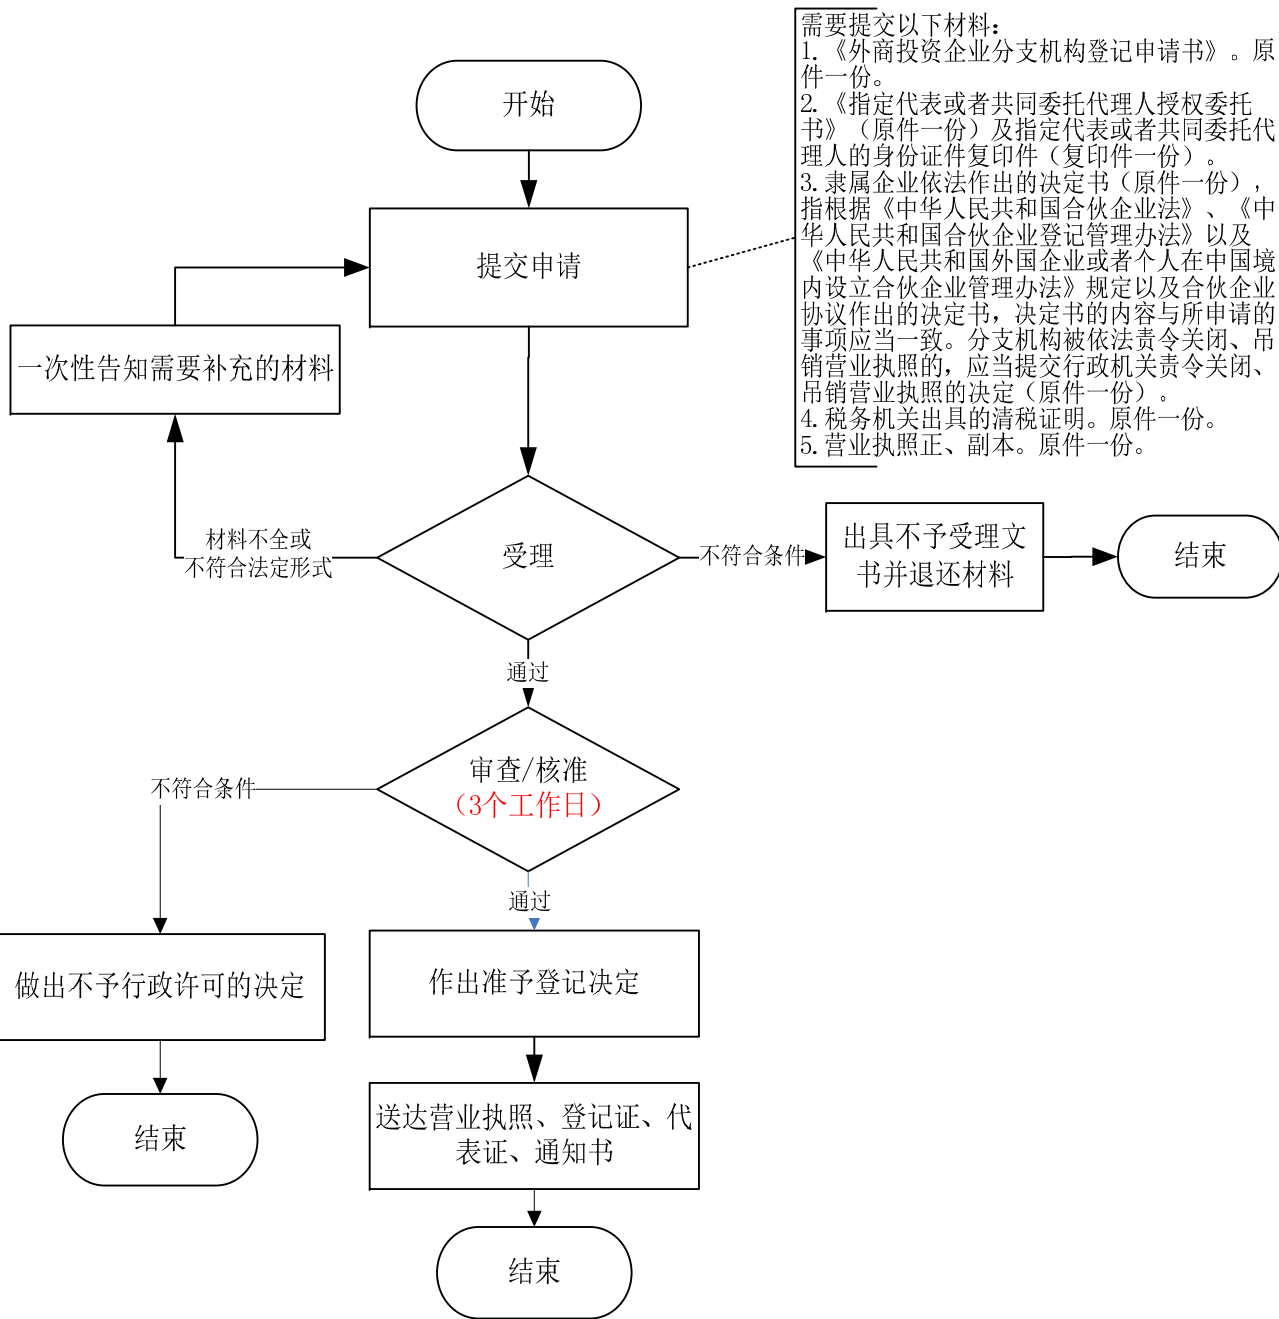 开始
需要提交以下材料：
1.《外商投资企业分支机构登记申请书》。原
件一份。
2.《指定代表或者共同委托代理人授权委托
书》（原件一份）及指定代表或者共同委托代
理人的身份证件复印件（复印件一份）。
3.隶属企业依法作出的决定书（原件一份），
指根据《中华人民共和国合伙企业法》、《中
华人民共和国合伙企业登记管理办法》以及
《中华人民共和国外国企业或者个人在中国境
内设立合伙企业管理办法》规定以及合伙企业
协议作出的决定书，决定书的内容与所申请的
事项应当一致。分支机构被依法责令关闭、吊
销营业执照的，应当提交行政机关责令关闭、
吊销营业执照的决定（原件一份）。
4.税务机关出具的清税证明。原件一份。
5.营业执照正、副本。原件一份。
提交申请
一次性告知需要补充的材料
材料不全或
不符合法定形式
受理
不符合条件
出具不予受理文
书并退还材料
结束
通过
审查/核准
（3个工作日）
不符合条件
通过
做出不予行政许可的决定
作出准予登记决定
结束
送达营业执照、登记证、代
表证、通知书
结束